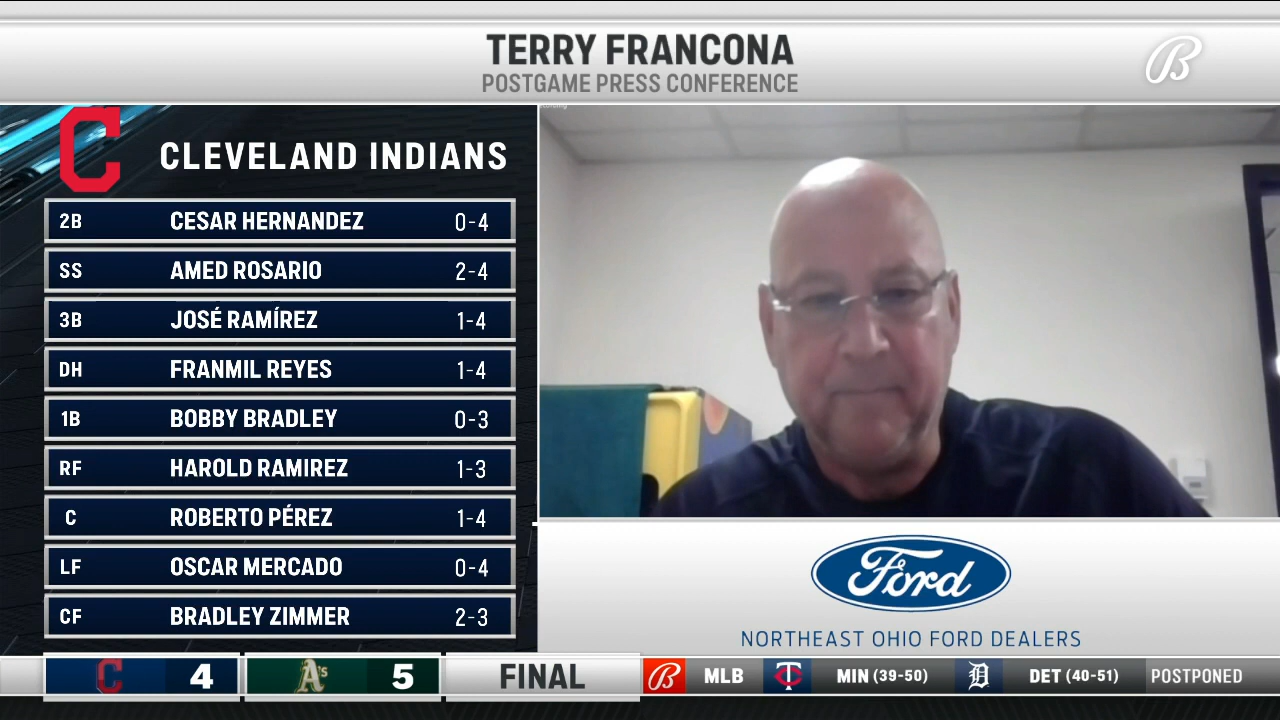 TERRY FRANCONA
POSTGAME PRESS CONFERENCE
B
C CLEVELAND INDIANS
2B CESAR HERNANDEZ 0-4
SS AMED ROSARIO 2-4
3B JOSÉ RAMÍREZ 1-4
DH FRANMIL REYES 1-4
1B BOBBY BRADLEY 0-3
RF HAROLD RAMIREZ 1-3
C ROBERTO PÉREZ 1-4
LF OSCAR MERCADO 0-4
CF BRADLEY ZIMMER 2-3
Ford
NORTHEAST OHIO FORD DEALERS
C 4 A's 5 FINAL B MLB TC MIN (39-50) D DET (40-51) POSTPONED